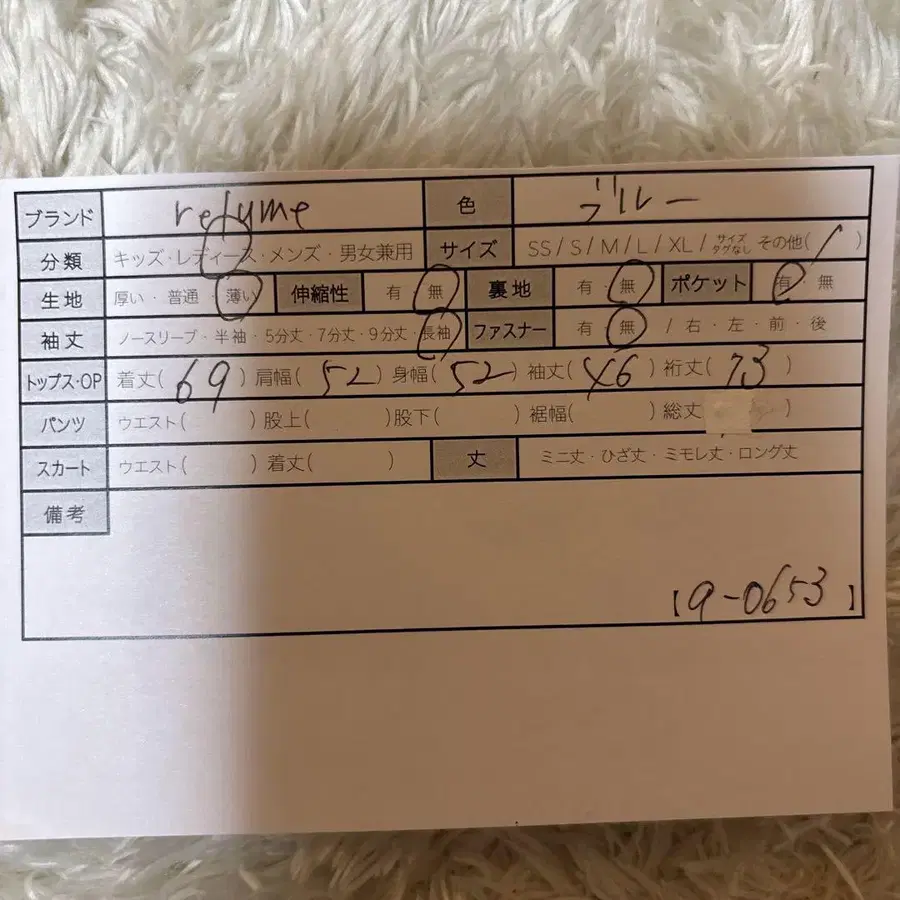 ブランド refume 色 ブルー
分類 キッズ・レディース・メンズ・男女兼用 サイズ SS / S / M / L / XL / サイズタグなし その他( / )
生地 厚い・普通・薄い 伸縮性 有・無 裏地 有・無 ポケット 有・無
袖丈 ノースリーブ・半袖・5分丈・7分丈・9分丈・長袖 ファスナー 有・無 / 右・左・前・後
トップス・OP 着丈( 69 ) 肩幅( 52 ) 身幅( 52 ) 袖丈( 46 ) 裄丈( 73 )
パンツ ウエスト( ) 股上( ) 股下( ) 裾幅( ) 総丈 )
スカート ウエスト( ) 着丈( ) 丈 ミニ丈・ひざ丈・ミモレ丈・ロング丈
備考
【9-0653】